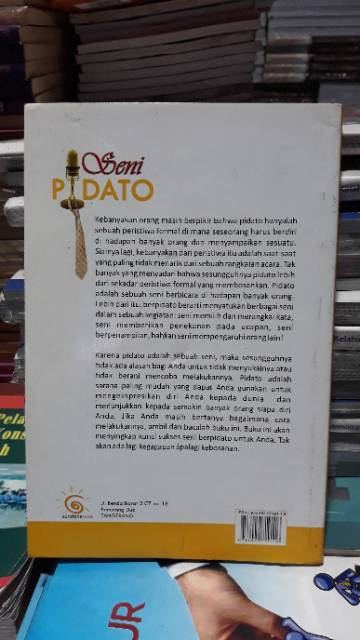 Seni
PIDATO
Kebanyakan orang masih berpikir bahwa pidato hanyalah
sebuah peristiwa formal di mana seseorang harus berdiri
di hadapan banyak orang dan menyampaikan sesuatu.
Sialnya lagi, kebanyakan dari peristiwa itu adalah saat-saat
yang paling tidak menarik dari sebuah rangkaian acara. Tak
banyak yang menyadari bahwa sesungguhnya pidato lebih
dari sekadar peristiwa formal yang membosankan. Pidato
adalah sebuah seni berbicara di hadapan banyak orang.
Lebih dari itu, berpidato berarti menyatukan berbagai seni
dalam sebuah kegiatan: seni memilih dan merangkai kata,
seni memberikan penekanan pada ucapan, seni
berpenampilan, bahkan seni mempengaruhi orang lain!
Karena pidato adalah sebuah seni, maka sesungguhnya
tidak ada alasan bagi Anda untuk tidak menyukainya atau
tidak berani mencoba melakukannya. Pidato adalah
sarana paling mudah yang dapat Anda gunakan untuk
mengekspresikan diri Anda kepada dunia dan
menunjukkan kepada semakin banyak orang siapa diri
Anda. Jika Anda masih bertanya bagaimana cara
melakukannya, ambil dan bacalah buku ini. Buku ini akan
menyingkap kunci sukses seni berpidato untuk Anda. Tak
akan ada lagi kegagapan apalagi kebosanan.
Pamulang Dua
TANGERANG
UR